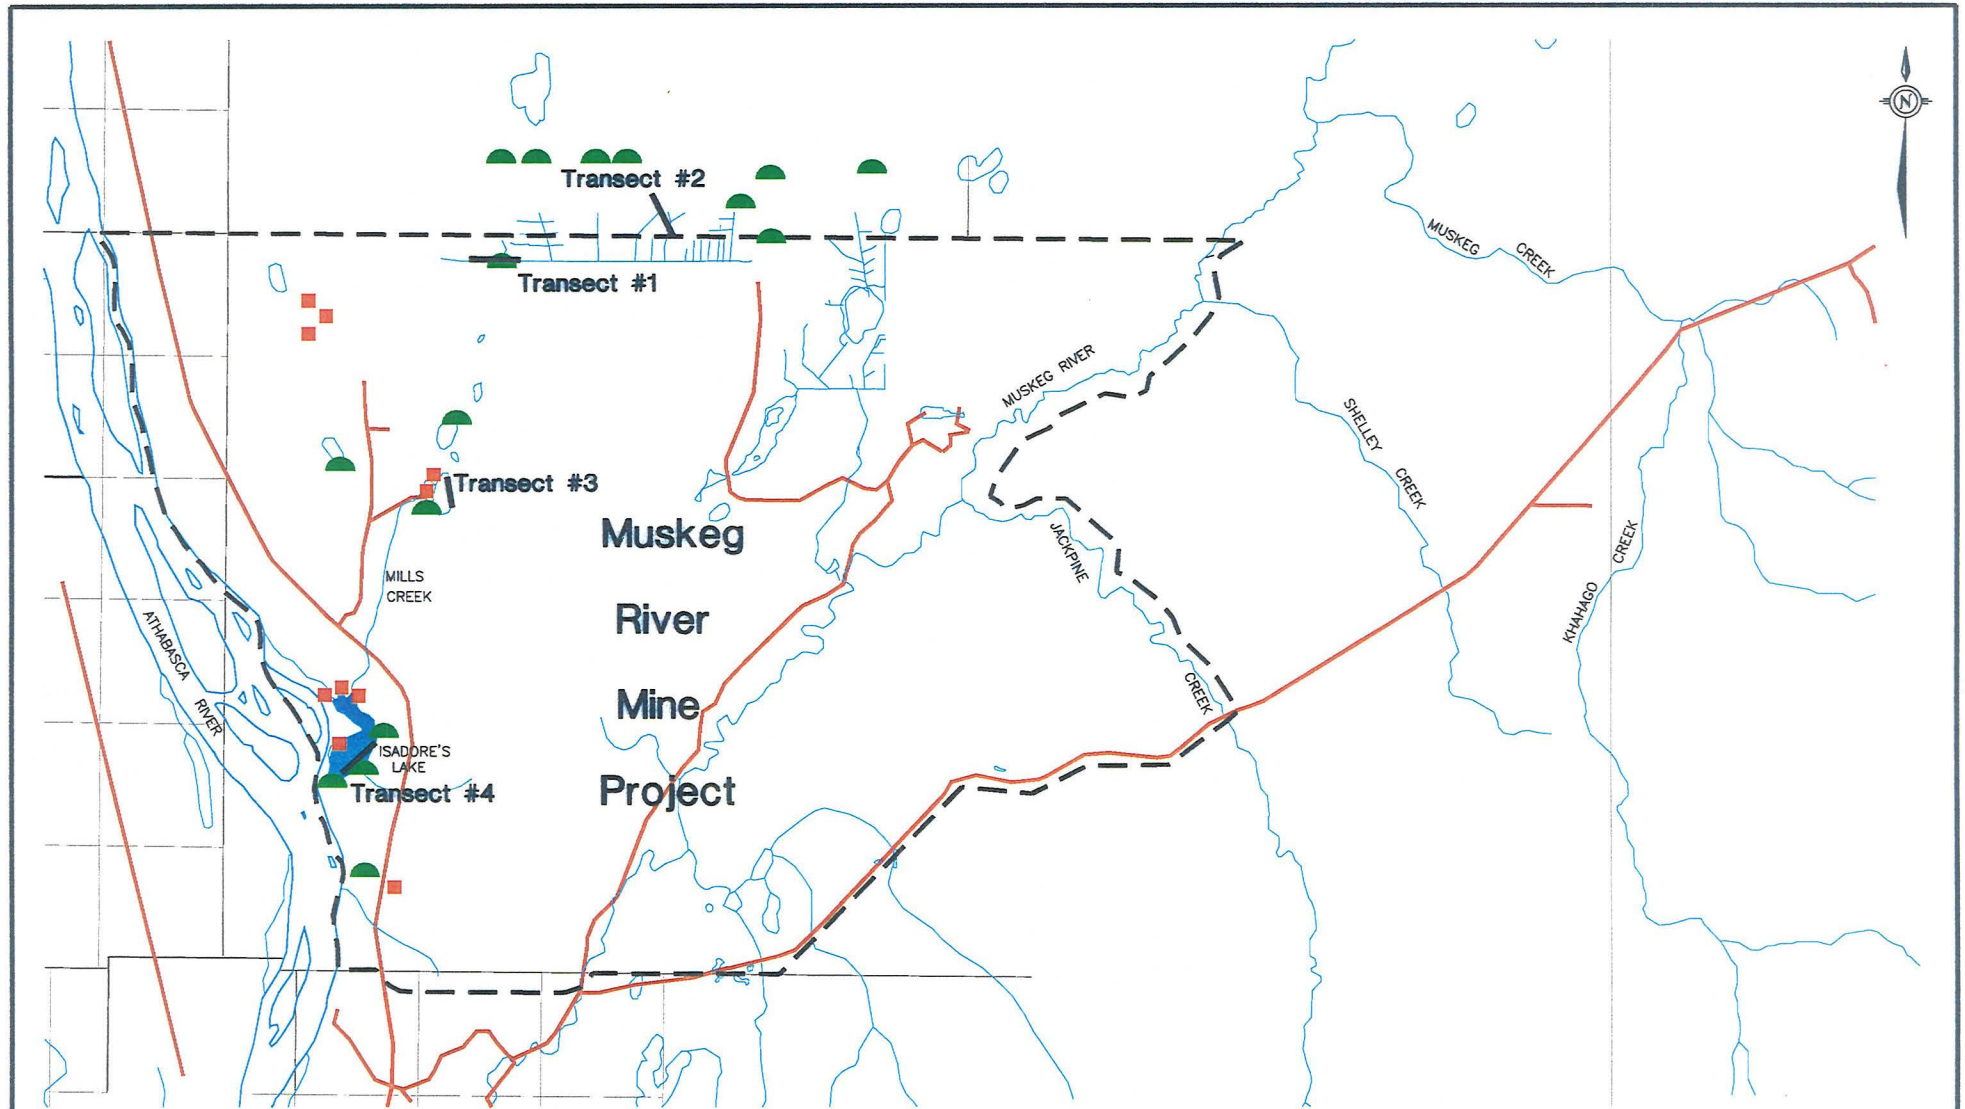 N
Transect #2
Transect #1
MUSKEG CREEK
MUSKEG RIVER
SHELLEY CREEK
Transect #3
Muskeg
River
Mine
Project
JACKPINE CREEK
KHAHAGO CREEK
MILLS
CREEK
ATHABASCA RIVER
ISADORE'S
LAKE
Transect #4